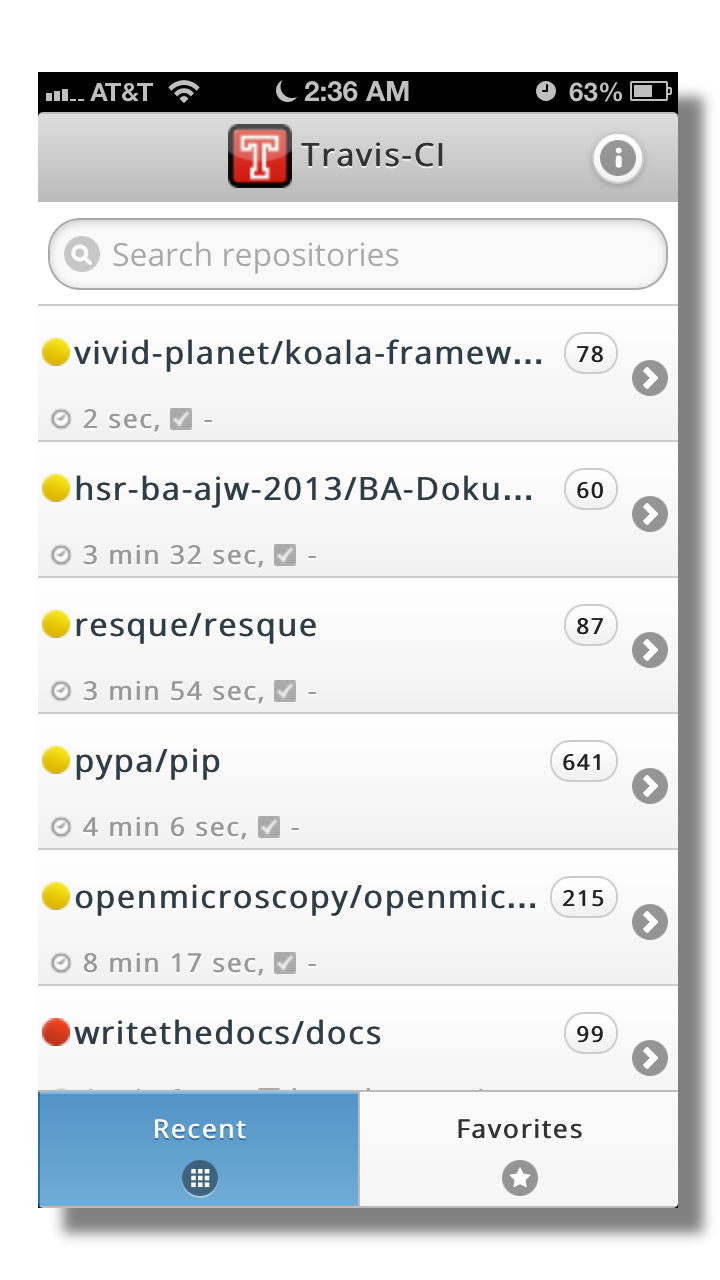 AT&T 2:36 AM 63%
T Travis-CI
Search repositories
vivid-planet/koala-framew... 78
2 sec, -
hsr-ba-ajw-2013/BA-Doku... 60
3 min 32 sec, -
resque/resque 87
3 min 54 sec, -
pypa/pip 641
4 min 6 sec, -
openmicroscopy/openmic... 215
8 min 17 sec, -
writethedocs/docs 99
Recent Favorites